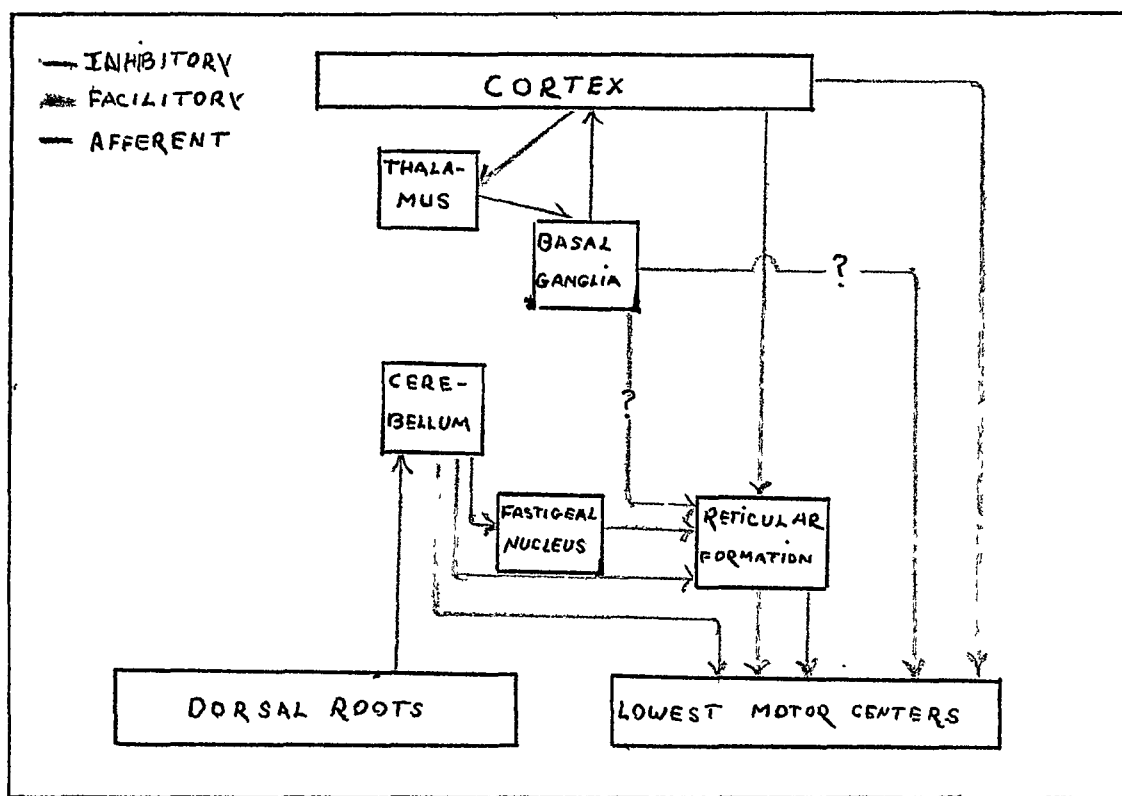 INHIBITORY
FACILITORY
AFFERENT
CORTEX
THALA-
MUS
BASAL
GANGLIA
?
CERE-
BELLUM
?
FASTIGEAL
NUCLEUS
RETICULAR
FORMATION
DORSAL ROOTS
LOWEST MOTOR CENTERS